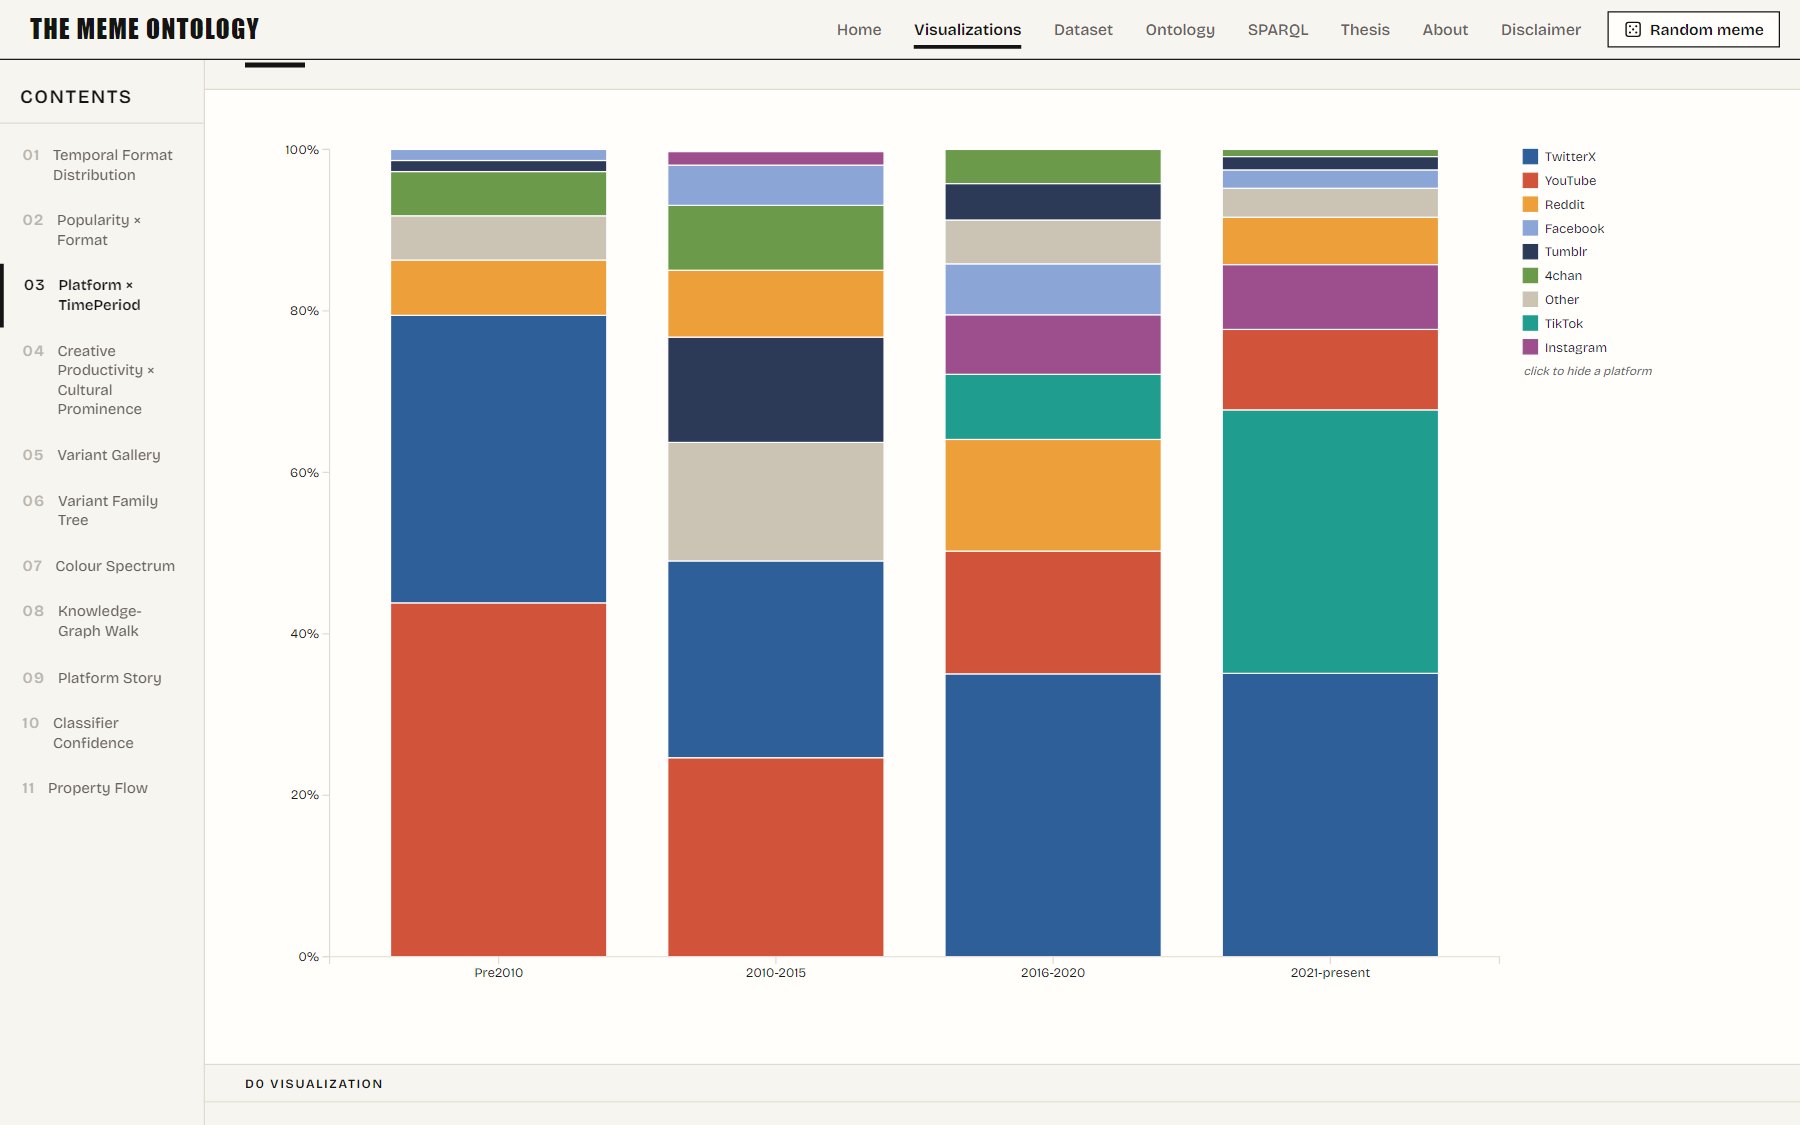 THE MEME ONTOLOGY
Home
Visualizations
Dataset
Ontology
SPARQL
Thesis
About
Disclaimer
Random meme
CONTENTS
01 Temporal Format
Distribution
02 Popularity ×
Format
03 Platform ×
TimePeriod
04 Creative
Productivity ×
Cultural
Prominence
05 Variant Gallery
06 Variant Family
Tree
07 Colour Spectrum
08 Knowledge-
Graph Walk
09 Platform Story
10 Classifier
Confidence
11 Property Flow
100%
80%
60%
40%
20%
0%
Pre2010
2010-2015
2016-2020
2021-present
TwitterX
YouTube
Reddit
Facebook
Tumblr
4chan
Other
TikTok
Instagram
click to hide a platform
D0 VISUALIZATION